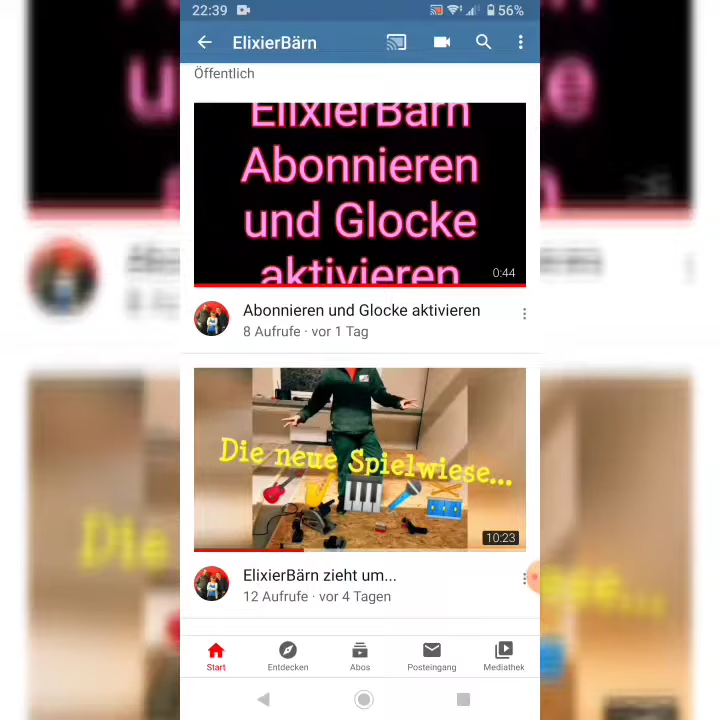 22:39 56%
ElixierBärn
Öffentlich
ElixierBärn
Abonnieren
und Glocke
aktivieren
0:44
Abonnieren und Glocke aktivieren
8 Aufrufe · vor 1 Tag
Die neue Spielwiese...
10:23
ElixierBärn zieht um...
12 Aufrufe · vor 4 Tagen
Start Entdecken Abos Posteingang Mediathek